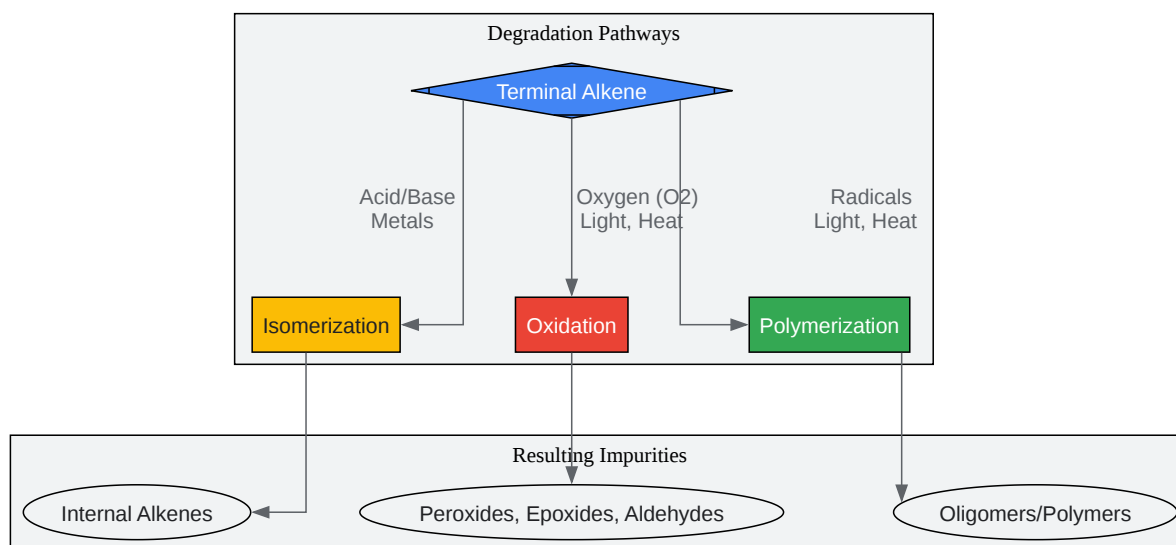 Degradation Pathways
Terminal Alkene
Acid/Base
Metals
Oxygen (O2)
Light, Heat
Radicals
Light, Heat
Isomerization
Oxidation
Polymerization
Resulting Impurities
Internal Alkenes
Peroxides, Epoxides, Aldehydes
Oligomers/Polymers